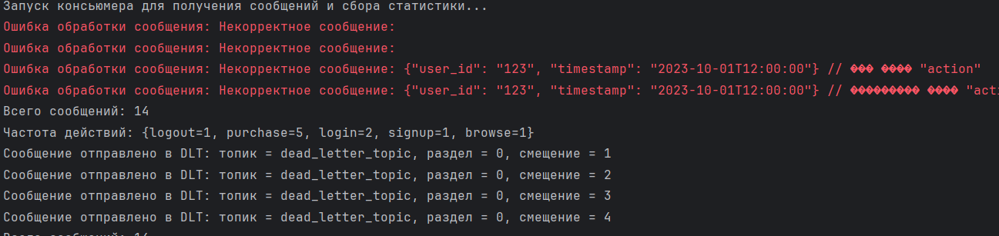 Запуск консьюмера для получения сообщений и сбора статистики...
Ошибка обработки сообщения: Некорректное сообщение:
Ошибка обработки сообщения: Некорректное сообщение:
Ошибка обработки сообщения: Некорректное сообщение: {"user_id": "123", "timestamp": "2023-10-01T12:00:00"} // ��� ���� "action"
Ошибка обработки сообщения: Некорректное сообщение: {"user_id": "123", "timestamp": "2023-10-01T12:00:00"} // ��������� ���� "acti
Всего сообщений: 14
Частота действий: {logout=1, purchase=5, login=2, signup=1, browse=1}
Сообщение отправлено в DLT: топик = dead_letter_topic, раздел = 0, смещение = 1
Сообщение отправлено в DLT: топик = dead_letter_topic, раздел = 0, смещение = 2
Сообщение отправлено в DLT: топик = dead_letter_topic, раздел = 0, смещение = 3
Сообщение отправлено в DLT: топик = dead_letter_topic, раздел = 0, смещение = 4
Всего сообщений: 14